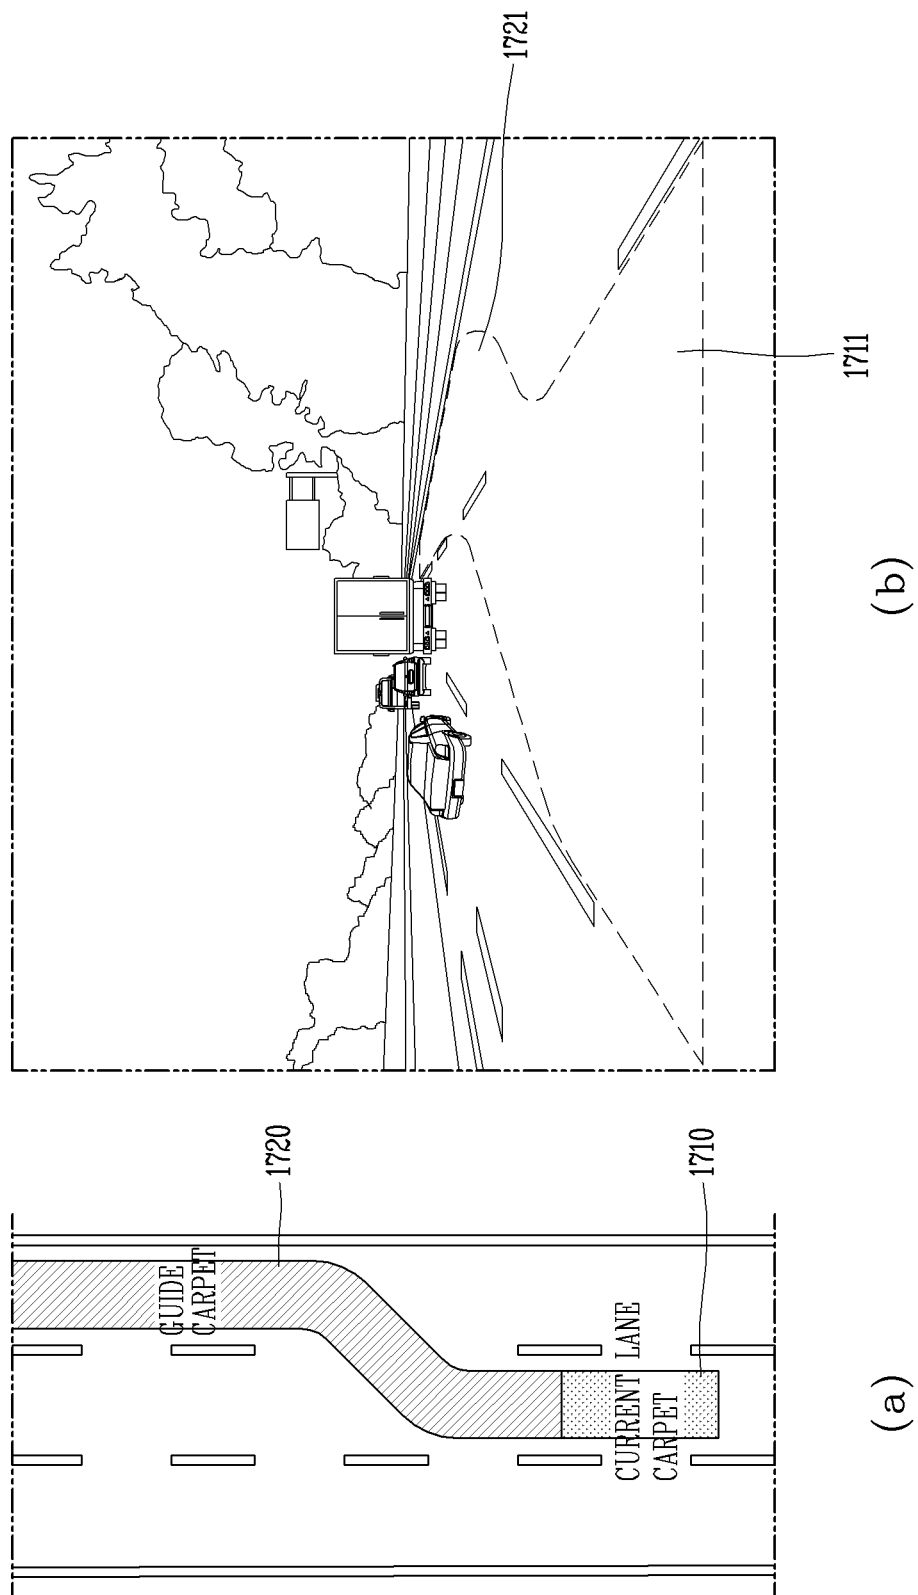 1720
GUIDE
CARPET
CURRENT LANE
CARPET
1710
(a)
1721
1711
(b)